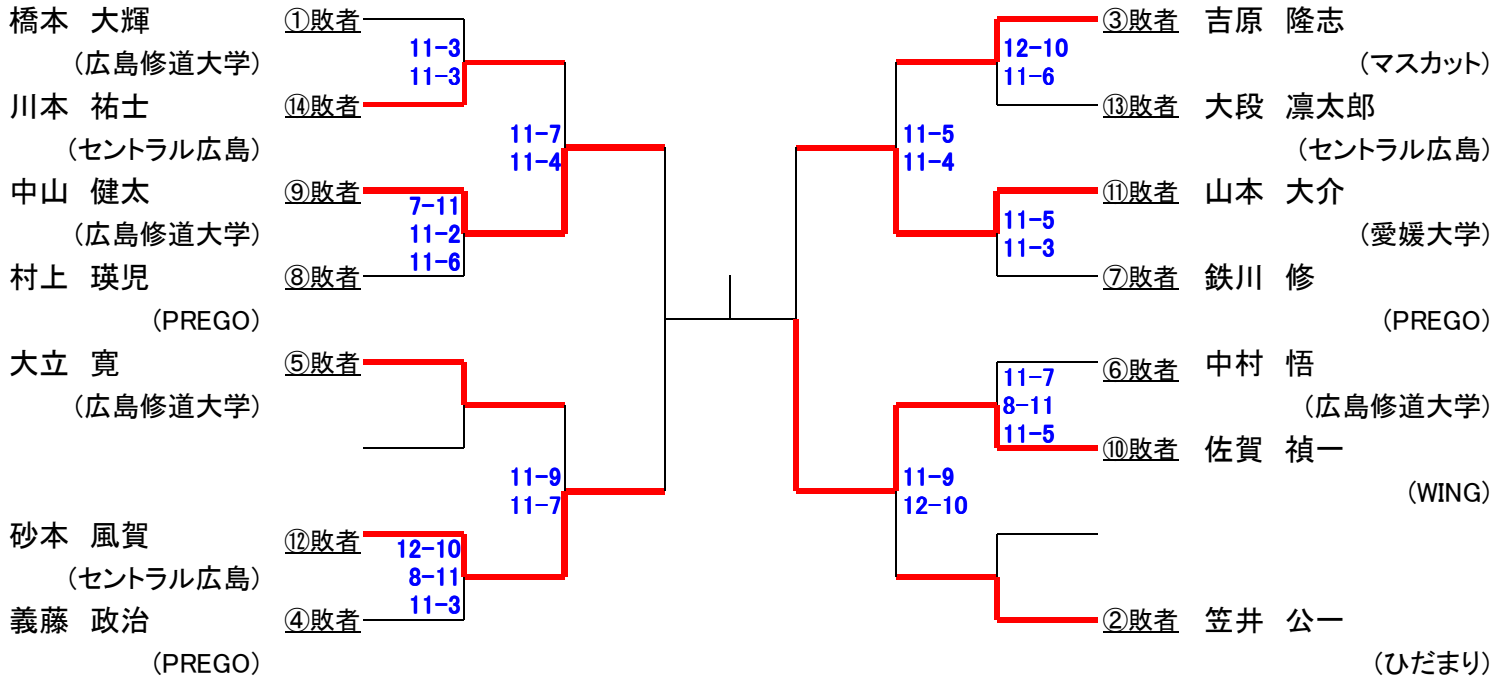 橋本 大輝 ①敗者
(広島修道大学)
11-3
11-3
川本 祐士 ⑭敗者
(セントラル広島)
11-7
11-4
中山 健太 ⑨敗者
(広島修道大学)
7-11
11-2
11-6
村上 瑛児 ⑧敗者
(PREGO)
大立 寛 ⑤敗者
(広島修道大学)
11-9
11-7
砂本 風賀 ⑫敗者
(セントラル広島)
12-10
8-11
11-3
義藤 政治 ④敗者
(PREGO)
③敗者 吉原 隆志
(マスカット)
12-10
11-6
⑬敗者 大段 凛太郎
(セントラル広島)
11-5
11-4
⑪敗者 山本 大介
(愛媛大学)
11-5
11-3
⑦敗者 鉄川 修
(PREGO)
⑥敗者 中村 悟
(広島修道大学)
11-7
8-11
11-5
⑩敗者 佐賀 禎一
(WING)
11-9
12-10
②敗者 笠井 公一
(ひだまり)